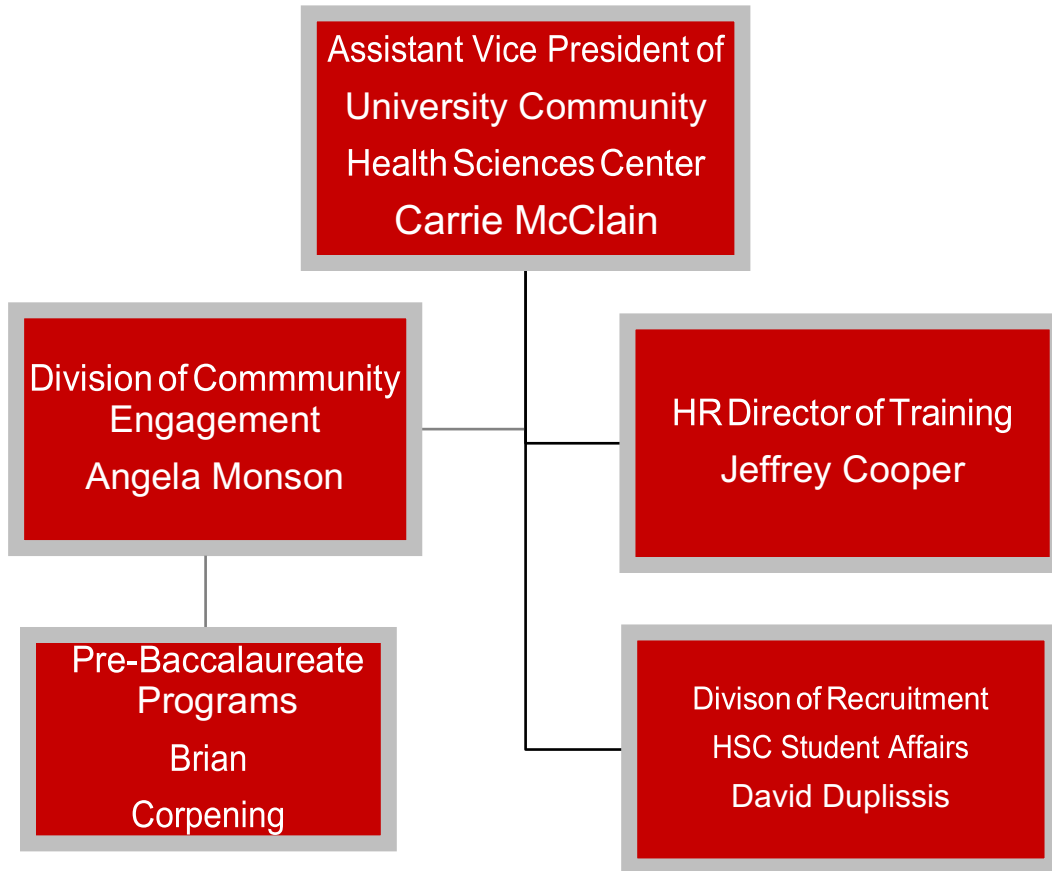 Assistant Vice President of
University Community
Health Sciences Center
Carrie McClain
Division of Commmunity
Engagement
Angela Monson
HR Director of Training
Jeffrey Cooper
Pre-Baccalaureate
Programs
Brian
Corpening
Divison of Recruitment
HSC Student Affairs
David Duplissis